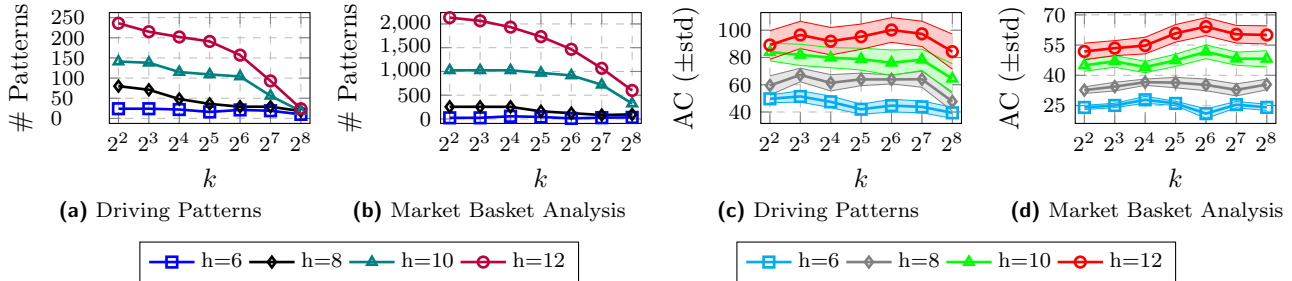 # Patterns
250
200
150
100
50
0
2^2 2^3 2^4 2^5 2^6 2^7 2^8
k
(a) Driving Patterns
# Patterns
2,000
1,500
1,000
500
0
2^2 2^3 2^4 2^5 2^6 2^7 2^8
k
(b) Market Basket Analysis
h=6 h=8 h=10 h=12
AC (±std)
100
80
60
40
2^2 2^3 2^4 2^5 2^6 2^7 2^8
k
(c) Driving Patterns
AC (±std)
70
55
40
25
2^2 2^3 2^4 2^5 2^6 2^7 2^8
k
(d) Market Basket Analysis
h=6 h=8 h=10 h=12